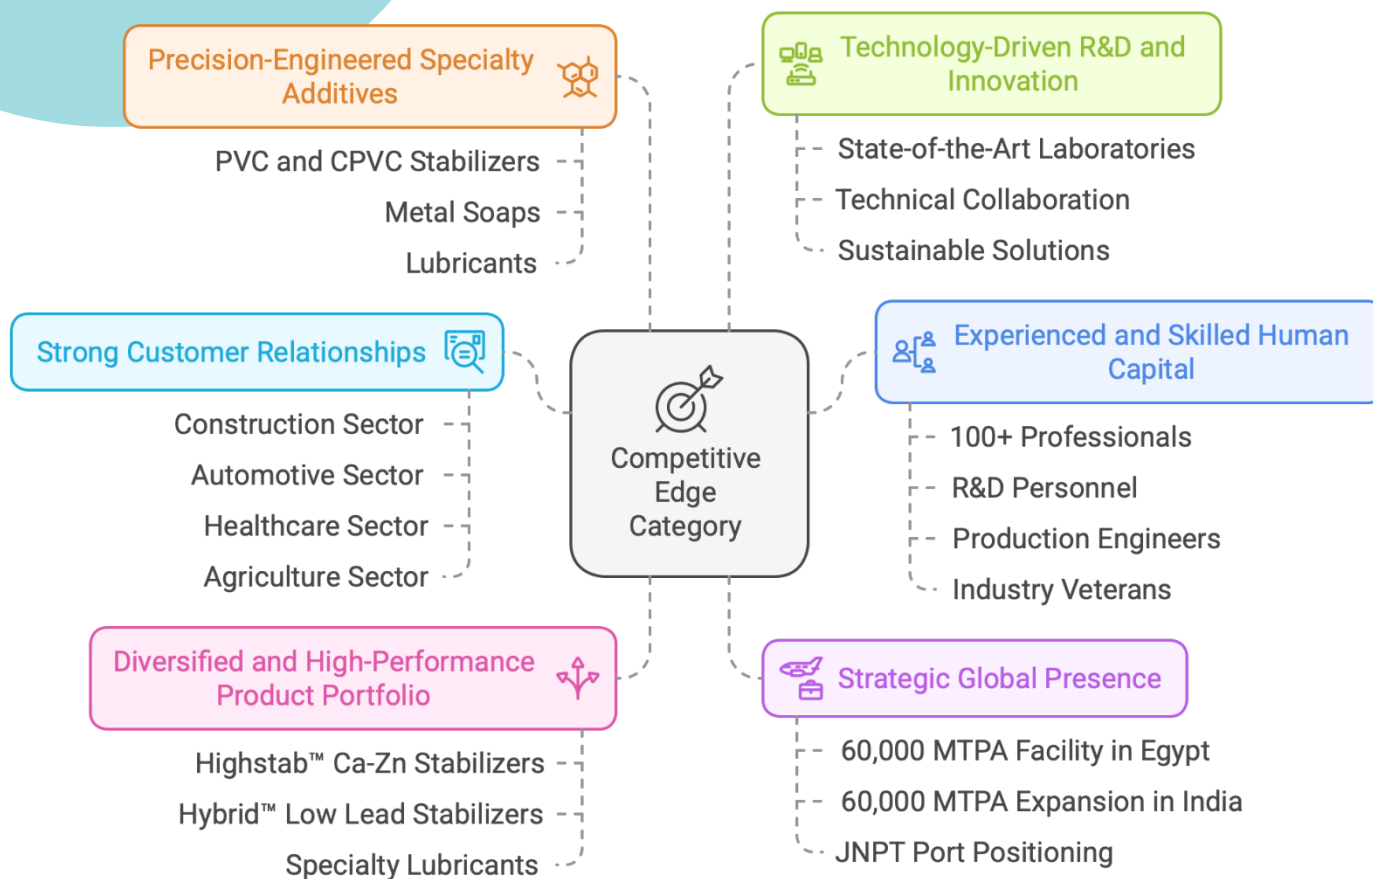 Precision-Engineered Specialty
Additives
PVC and CPVC Stabilizers
Metal Soaps
Lubricants
Technology-Driven R&D and
Innovation
State-of-the-Art Laboratories
Technical Collaboration
Sustainable Solutions
Strong Customer Relationships
Construction Sector
Automotive Sector
Healthcare Sector
Agriculture Sector
Competitive
Edge
Category
Experienced and Skilled Human
Capital
100+ Professionals
R&D Personnel
Production Engineers
Industry Veterans
Diversified and High-Performance
Product Portfolio
Highstab™ Ca-Zn Stabilizers
Hybrid™ Low Lead Stabilizers
Specialty Lubricants
Strategic Global Presence
60,000 MTPA Facility in Egypt
60,000 MTPA Expansion in India
JNPT Port Positioning